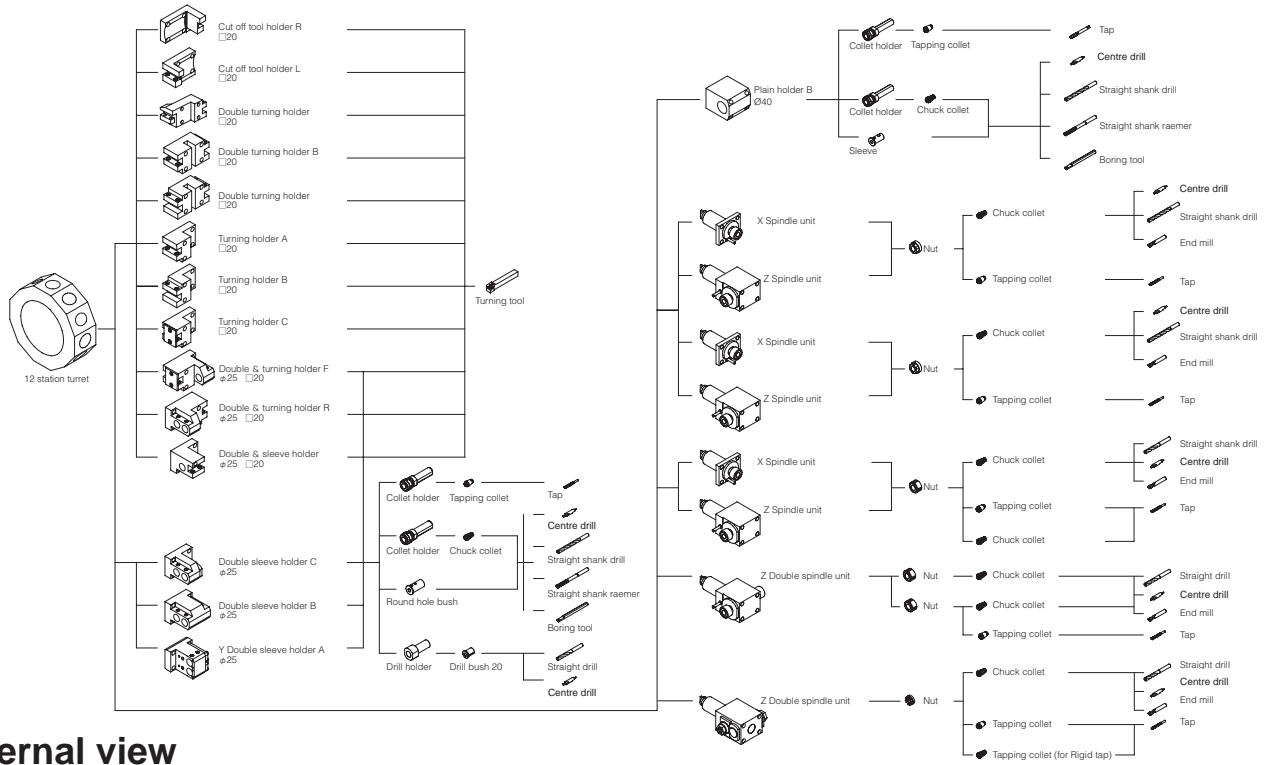 12 station turret
Cut off tool holder R
□20
Cut off tool holder L
□20
Double turning holder
□20
Double turning holder B
□20
Double turning holder
□20
Turning holder A
□20
Turning holder B
□20
Turning holder C
□20
Double & turning holder F
φ25 □20
Double & turning holder R
φ25 □20
Double & sleeve holder
φ25 □20
Turning tool
Double sleeve holder C
φ25
Double sleeve holder B
φ25
Y Double sleeve holder A
φ25
Collet holder
Tapping collet
Tap
Collet holder
Chuck collet
Centre drill
Straight shank drill
Round hole bush
Straight shank raemer
Boring tool
Drill holder
Drill bush 20
Straight drill
Centre drill
Plain holder B
Ø40
Collet holder
Tapping collet
Tap
Collet holder
Chuck collet
Sleeve
Centre drill
Straight shank drill
Straight shank raemer
Boring tool
X Spindle unit
Z Spindle unit
Nut
Chuck collet
Centre drill
Straight shank drill
End mill
Tapping collet
Tap
X Spindle unit
Z Spindle unit
Nut
Chuck collet
Centre drill
Straight shank drill
End mill
Tapping collet
Tap
X Spindle unit
Z Spindle unit
Nut
Chuck collet
Straight shank drill
Centre drill
End mill
Tapping collet
Tap
Chuck collet
Z Double spindle unit
Nut
Chuck collet
Straight drill
Centre drill
End mill
Nut
Chuck collet
Tapping collet
Tap
Z Double spindle unit
Nut
Chuck collet
Straight drill
Centre drill
End mill
Tapping collet
Tap
Tapping collet (for Rigid tap)
ernal view